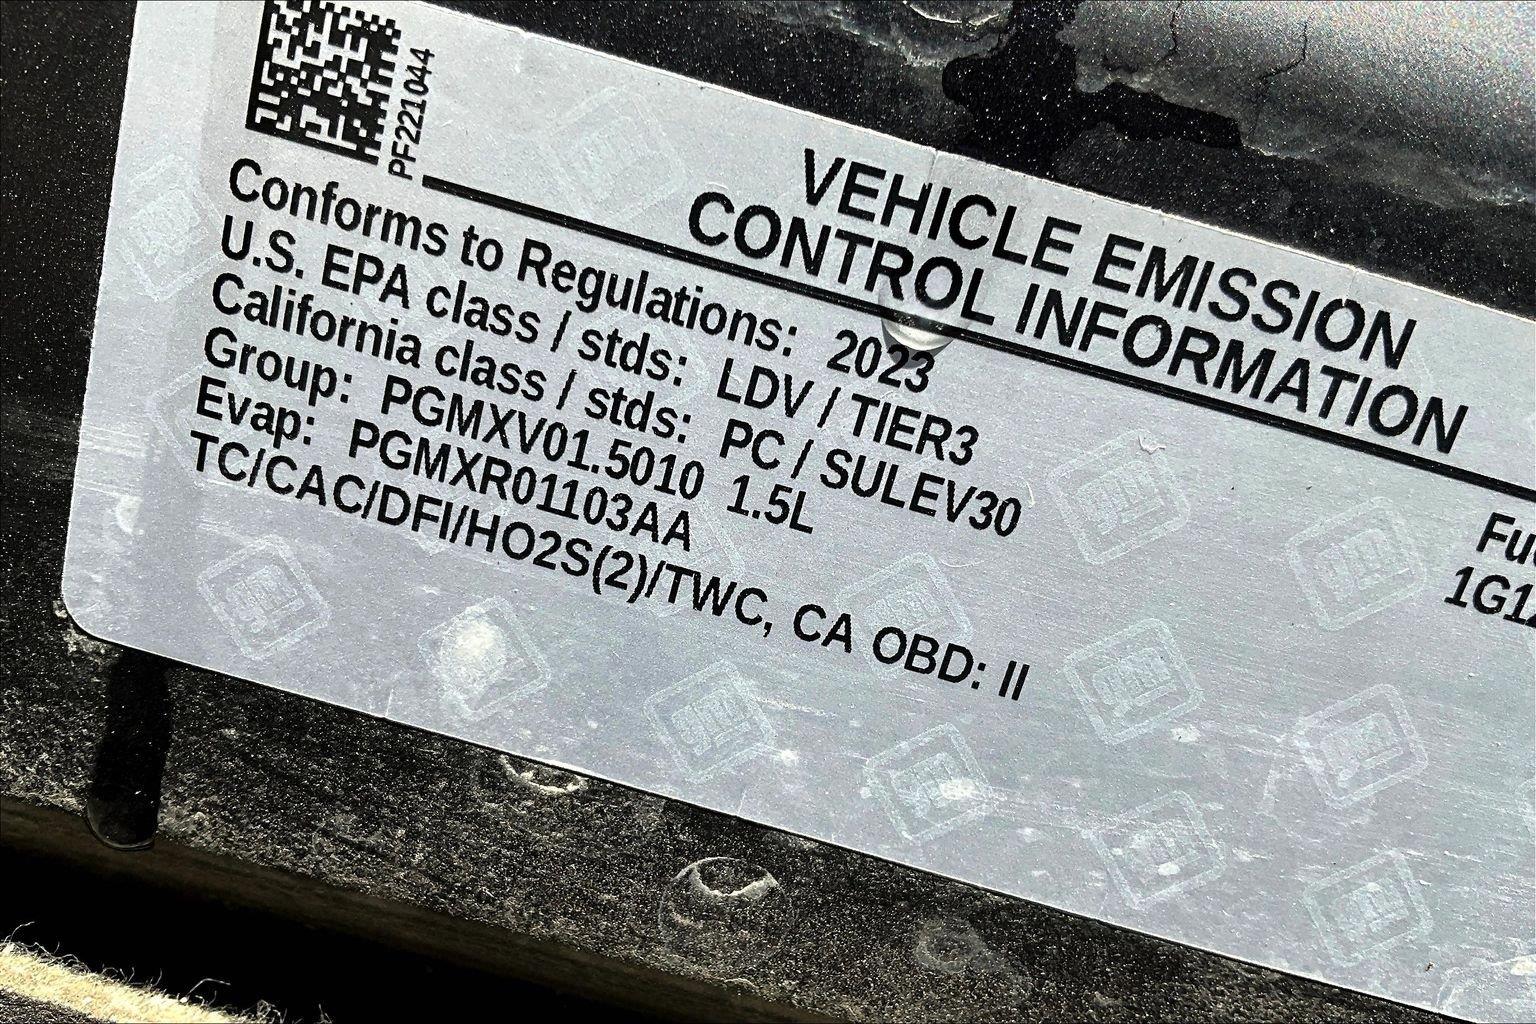 PF221044
VEHICLE EMISSION
CONTROL INFORMATION
Conforms to Regulations: 2023
U.S. EPA class / stds: LDV / TIER3
California class / stds: PC / SULEV30
Group: PGMXV01.5010 1.5L
Evap: PGMXR01103AA
TC/CAC/DFI/HO2S(2)/TWC, CA OBD: II